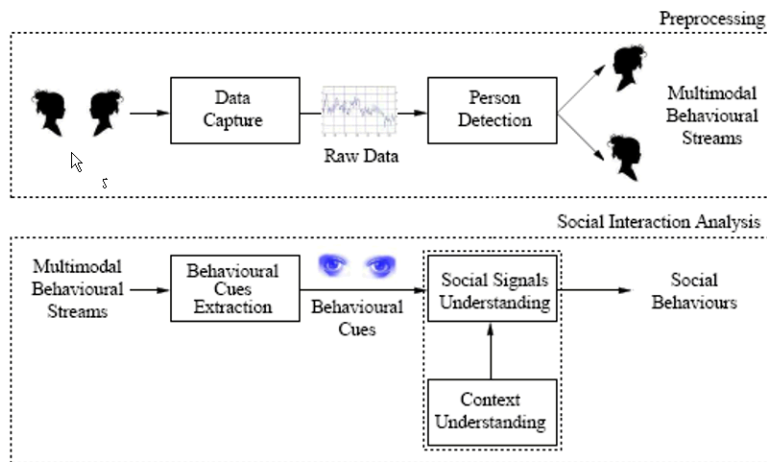 Preprocessing
Data
Capture
Raw Data
Person
Detection
Multimodal
Behavioural
Streams
Social Interaction Analysis
Multimodal
Behavioural
Streams
Behavioural
Cues
Extraction
Behavioural
Cues
Social Signals
Understanding
Context
Understanding
Social
Behaviours